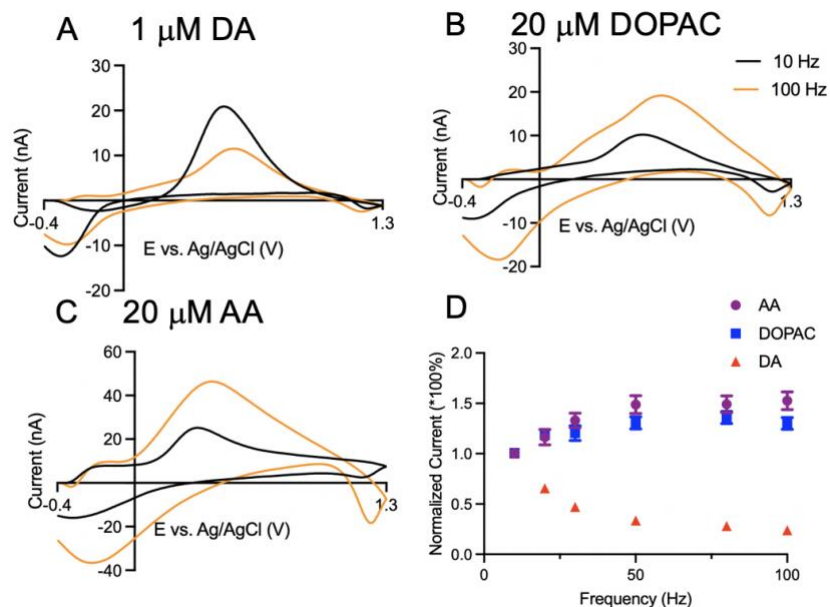 A 1 μM DA
30
20
10
-10
-20
-0.4
1.3
Current (nA)
E vs. Ag/AgCl (V)
B 20 μM DOPAC
30
20
10
-10
-20
-0.4
1.3
Current (nA)
E vs. Ag/AgCl (V)
10 Hz
100 Hz
C 20 μM AA
60
40
20
-20
-40
-0.4
1.3
Current (nA)
E vs. Ag/AgCl (V)
D
AA
DOPAC
DA
2.0
1.5
1.0
0.5
0.0
0
50
100
Normalized Current (*100%)
Frequency (Hz)